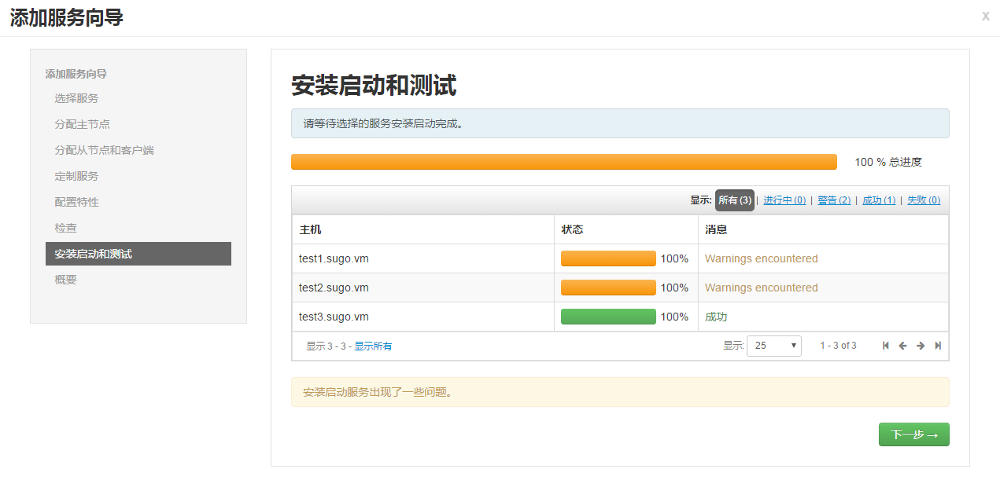 添加服务向导
x
添加服务向导
选择服务
分配主节点
分配从节点和客户端
定制服务
配置特性
检查
安装启动和测试
概要
安装启动和测试
请等待选择的服务安装启动完成。
100 % 总进度
显示: 所有 (3) | 进行中 (0) | 警告 (2) | 成功 (1) | 失败 (0)
主机 状态 消息
test1.sugo.vm 100% Warnings encountered
test2.sugo.vm 100% Warnings encountered
test3.sugo.vm 100% 成功
显示 3 - 3 - 显示所有 显示: 25 1 - 3 of 3
安装启动服务出现了一些问题。
下一步 →